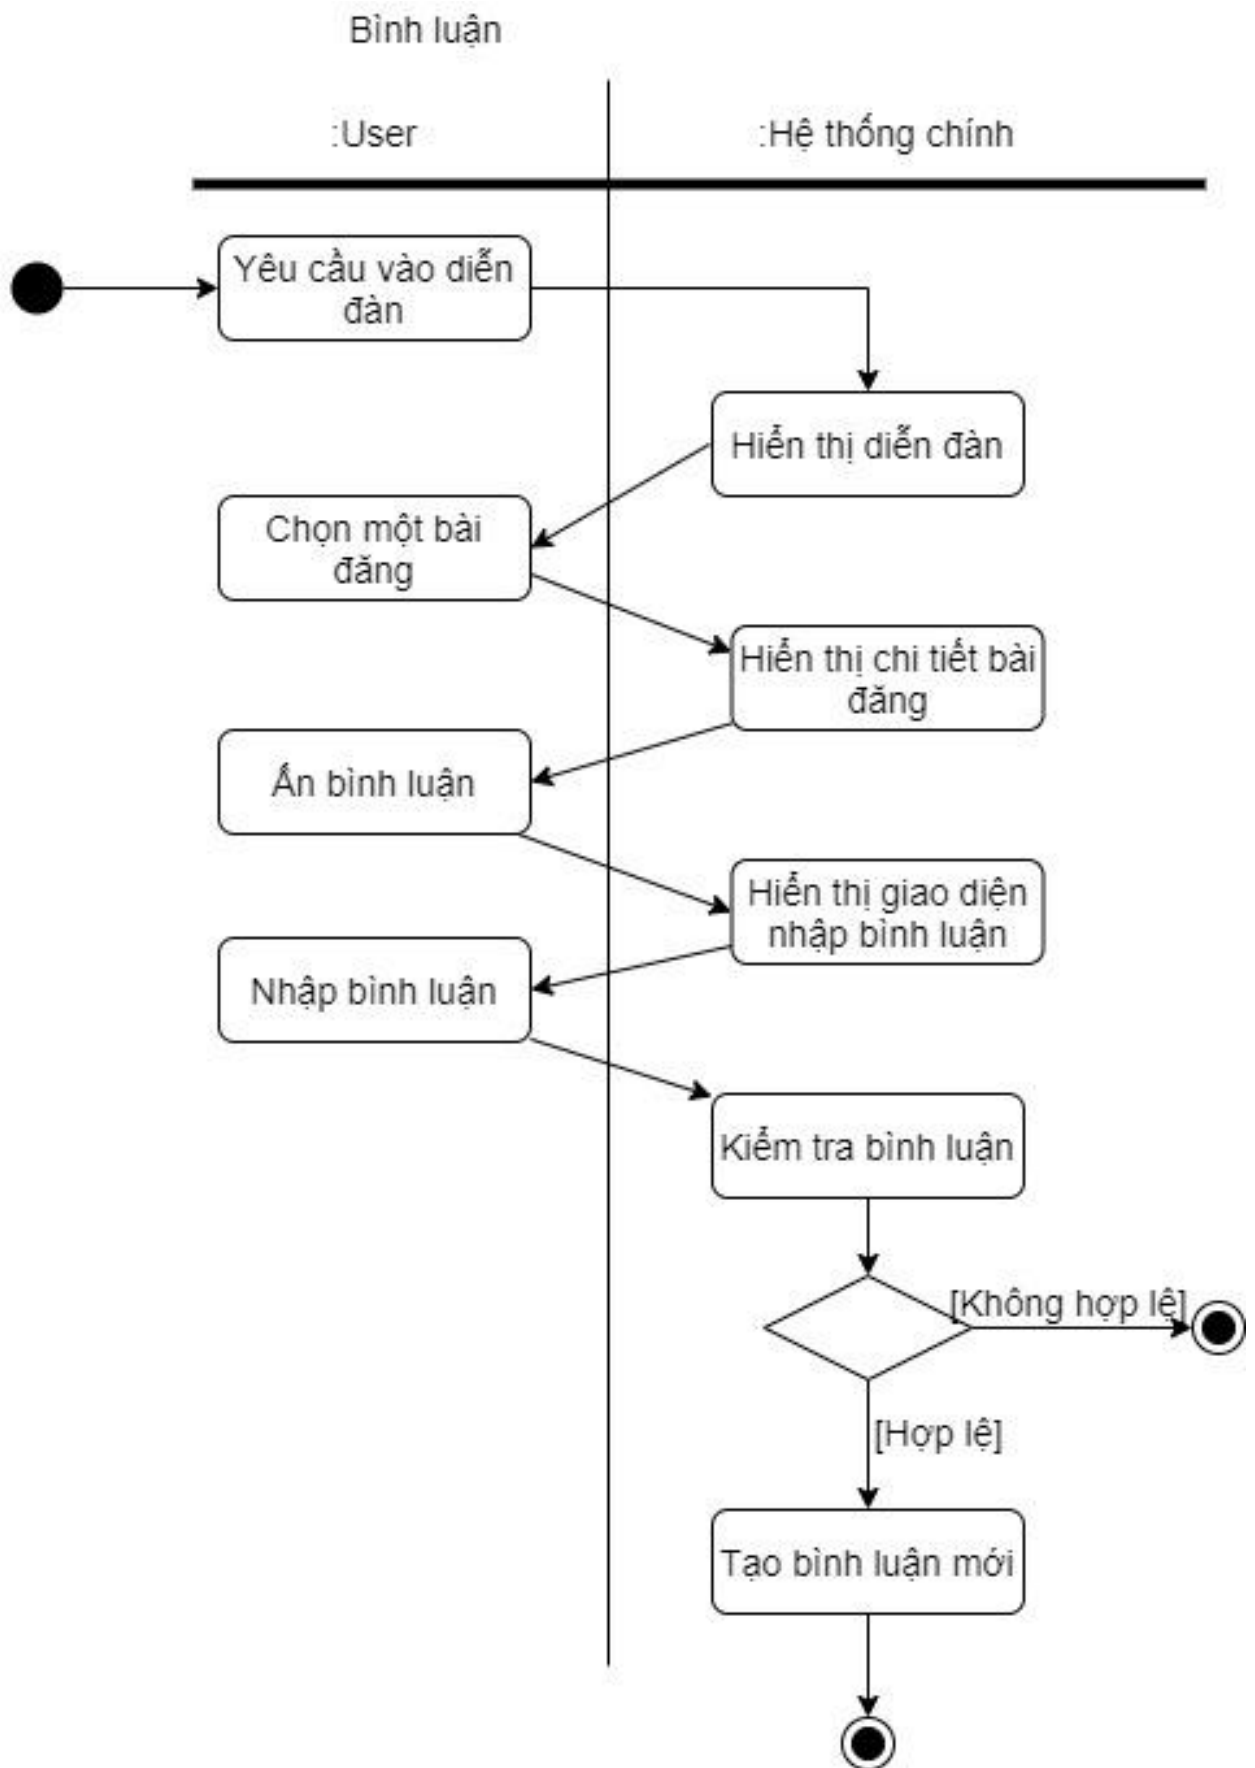 Bình luận
:User
:Hệ thống chính
Yêu cầu vào diễn
đàn
Hiển thị diễn đàn
Chọn một bài
đăng
Hiển thị chi tiết bài
đăng
Ấn bình luận
Hiển thị giao diện
nhập bình luận
Nhập bình luận
Kiểm tra bình luận
[Không hợp lệ]
[Hợp lệ]
Tạo bình luận mới